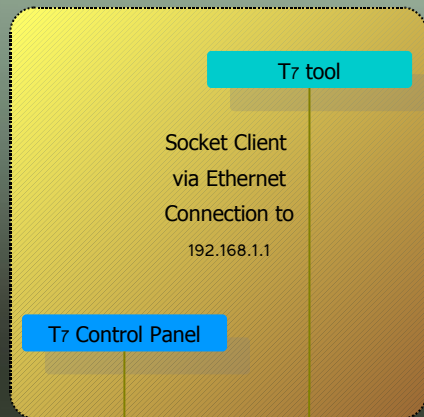 T7 tool
Socket Client
via Ethernet
Connection to
192.168.1.1
T7 Control Panel